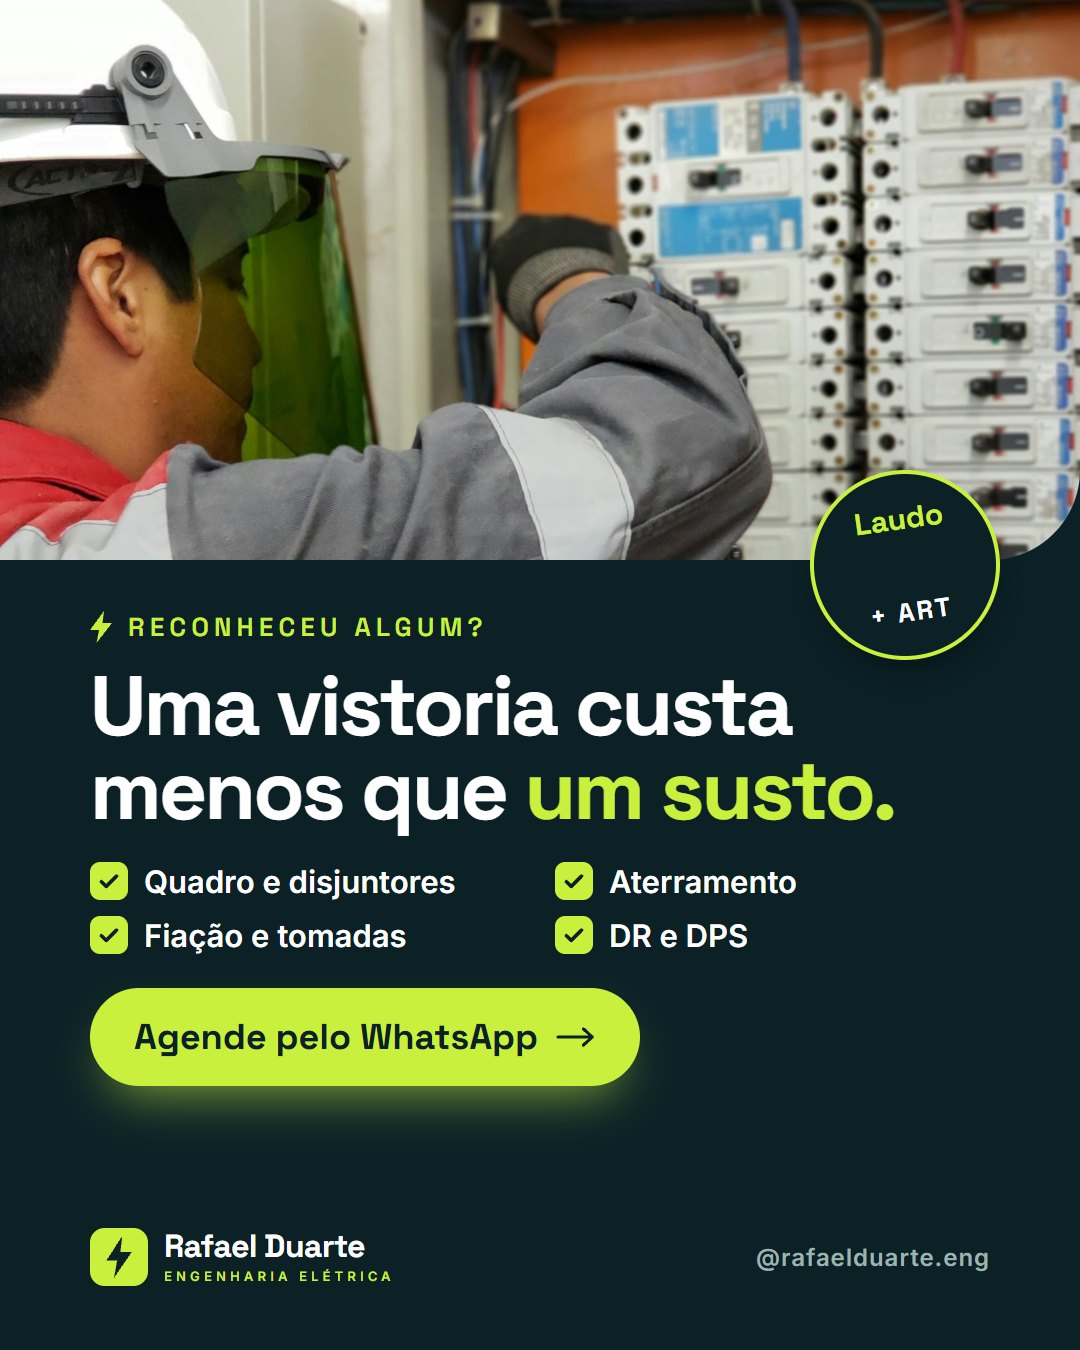 Laudo
+ ART
RECONHECEU ALGUM?
Uma vistoria custa
menos que um susto.
Quadro e disjuntores
Aterramento
Fiação e tomadas
DR e DPS
Agende pelo WhatsApp →
Rafael Duarte
ENGENHARIA ELÉTRICA
@rafaelduarte.eng